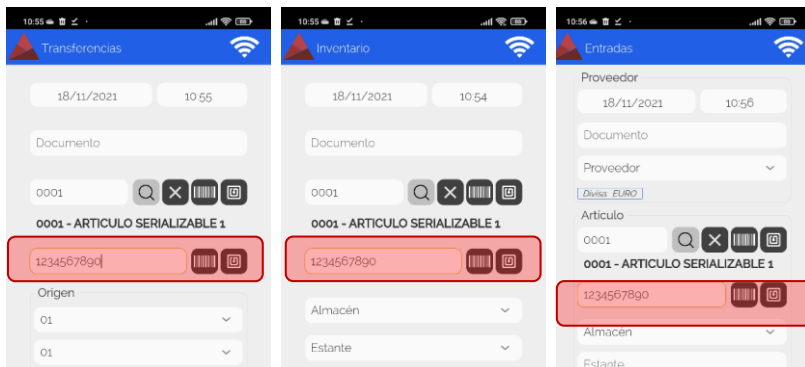 10:55
Transferencias
18/11/2021 10:55
Documento
0001
0001 - ARTICULO SERIALIZABLE 1
1234567890
Origen
01
01
10:55
Inventario
18/11/2021 10:54
Documento
0001
0001 - ARTICULO SERIALIZABLE 1
1234567890
Almacén
Estante
10:56
Entradas
Proveedor
18/11/2021 10:56
Documento
Proveedor
Divisa: EURO
Artículo
0001
0001 - ARTICULO SERIALIZABLE 1
1234567890
Almacén
Estante